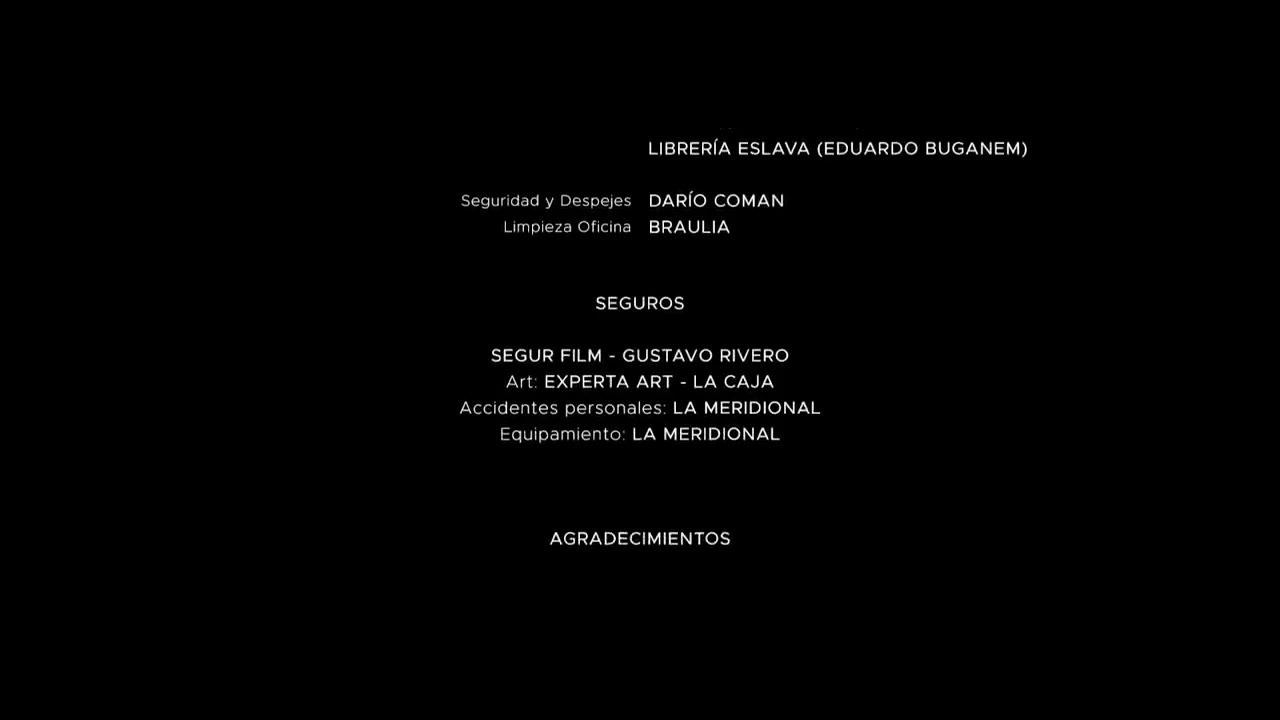 LIBRERÍA ESLAVA (EDUARDO BUGANEM)
Seguridad y Despejes DARÍO COMAN
Limpieza Oficina BRAULIA
SEGUROS
SEGUR FILM - GUSTAVO RIVERO
Art: EXPERTA ART - LA CAJA
Accidentes personales: LA MERIDIONAL
Equipamiento: LA MERIDIONAL
AGRADECIMIENTOS